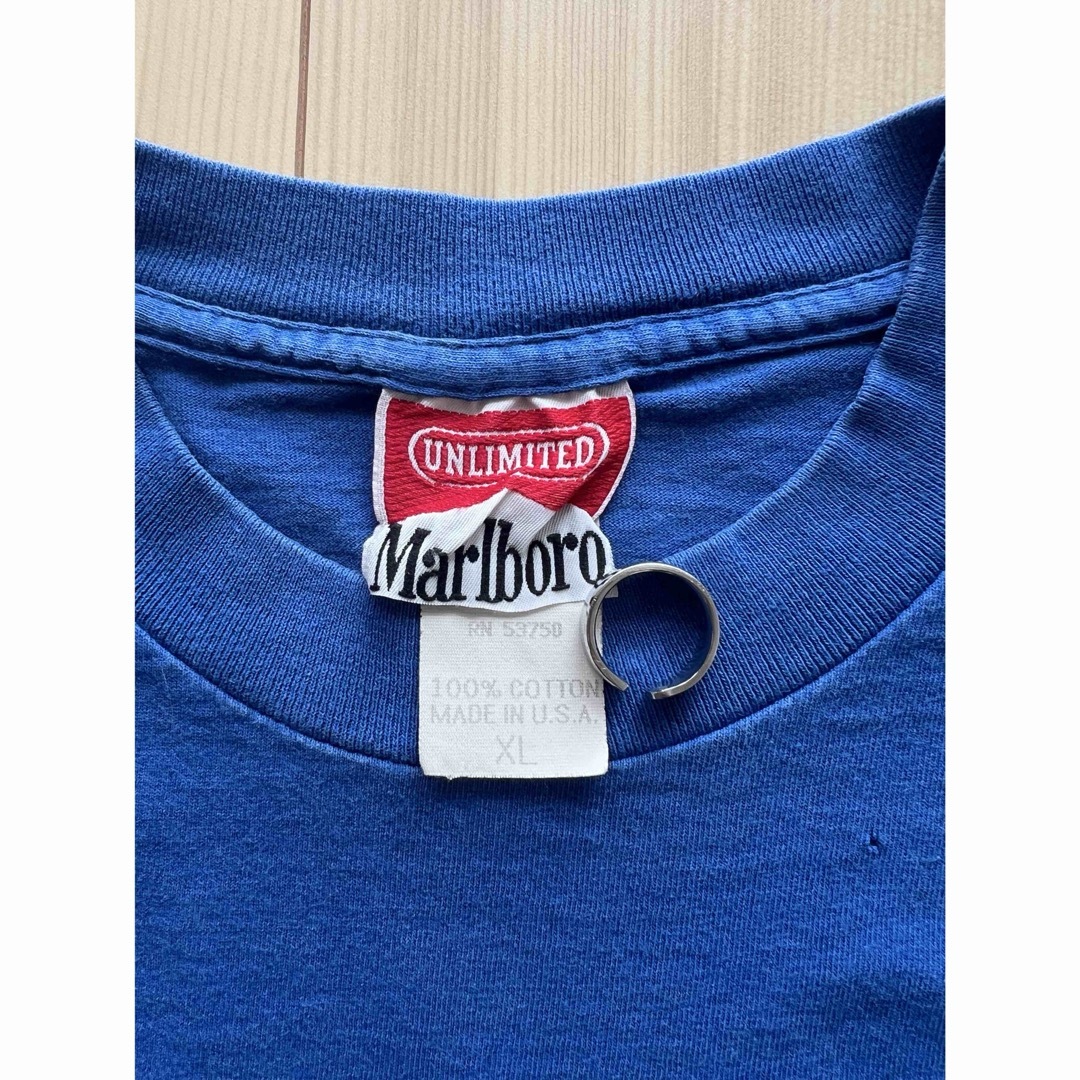 UNLIMITED
Marlboro
RN 53750
100% COTTON
MADE IN U.S.A.
XL